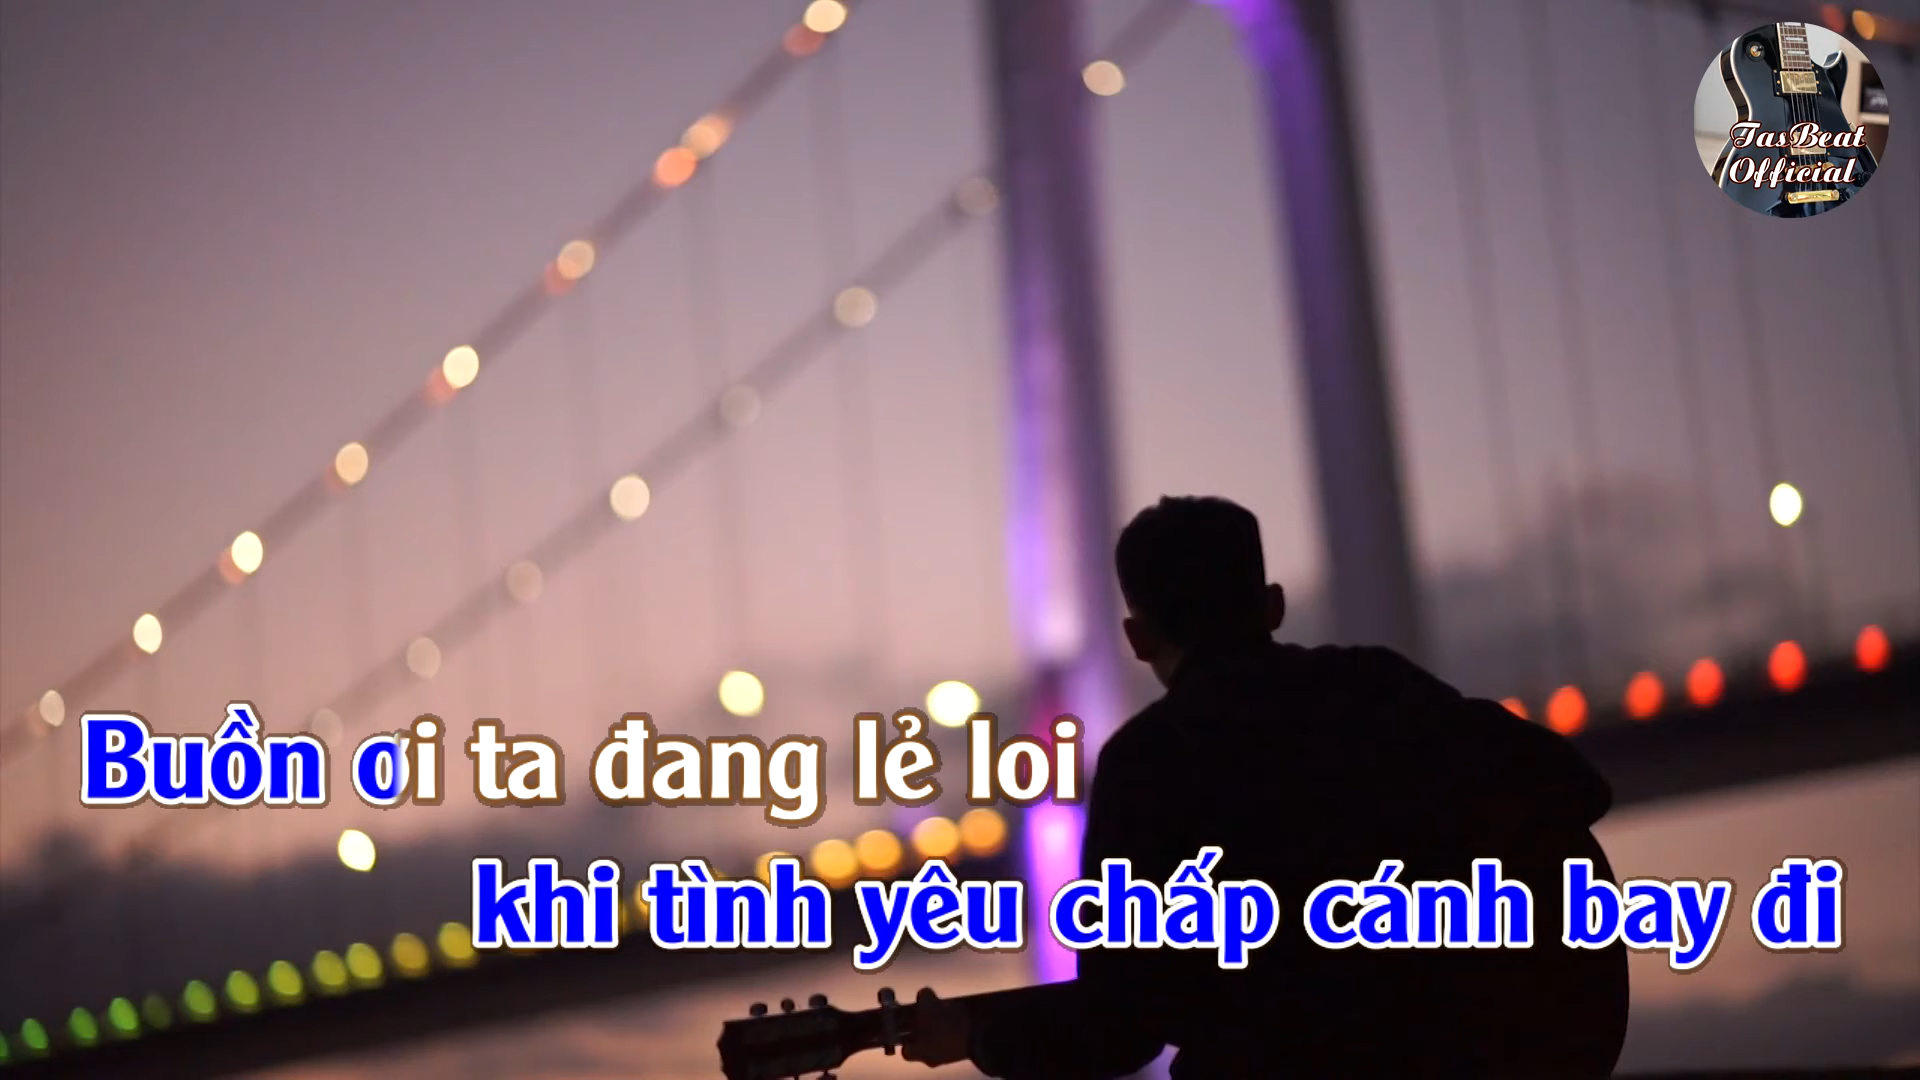 TasBeat
Official
Buồn ơi ta đang lẻ loi
khi tình yêu chấp cánh bay đi